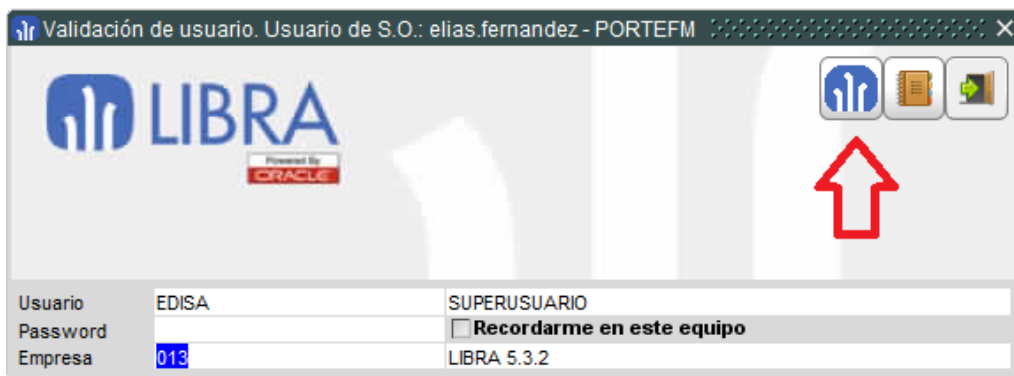 Validación de usuario. Usuario de S.O.: elias.fernandez - PORTEFM
LIBRA
Powered By
ORACLE
Usuario EDISA SUPERUSUARIO
Password Recordarme en este equipo
Empresa 013 LIBRA 5.3.2